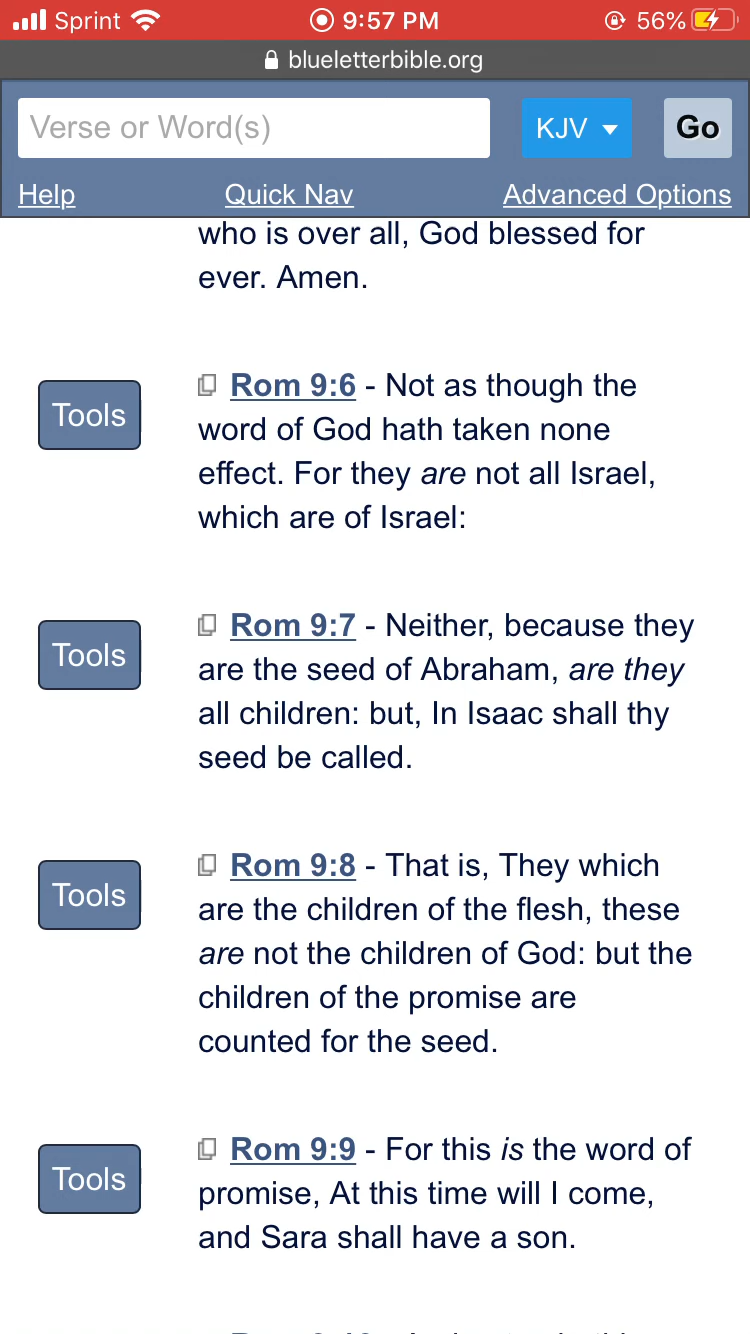 Sprint 9:57 PM 56%
blueletterbible.org
Verse or Word(s) KJV Go
Help Quick Nav Advanced Options
who is over all, God blessed for
ever. Amen.
Tools
Rom 9:6 - Not as though the
word of God hath taken none
effect. For they are not all Israel,
which are of Israel:
Tools
Rom 9:7 - Neither, because they
are the seed of Abraham, are they
all children: but, In Isaac shall thy
seed be called.
Tools
Rom 9:8 - That is, They which
are the children of the flesh, these
are not the children of God: but the
children of the promise are
counted for the seed.
Tools
Rom 9:9 - For this is the word of
promise, At this time will I come,
and Sara shall have a son.